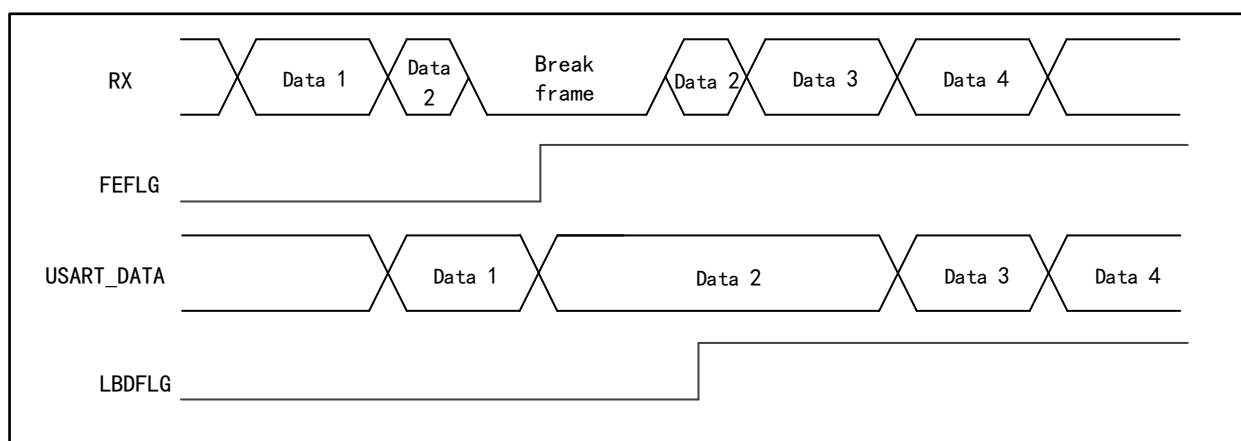 RX
Data 1
Data
2
Break
frame
Data 2
Data 3
Data 4
FEFLG
USART_DATA
Data 1
Data 2
Data 3
Data 4
LBDFLG